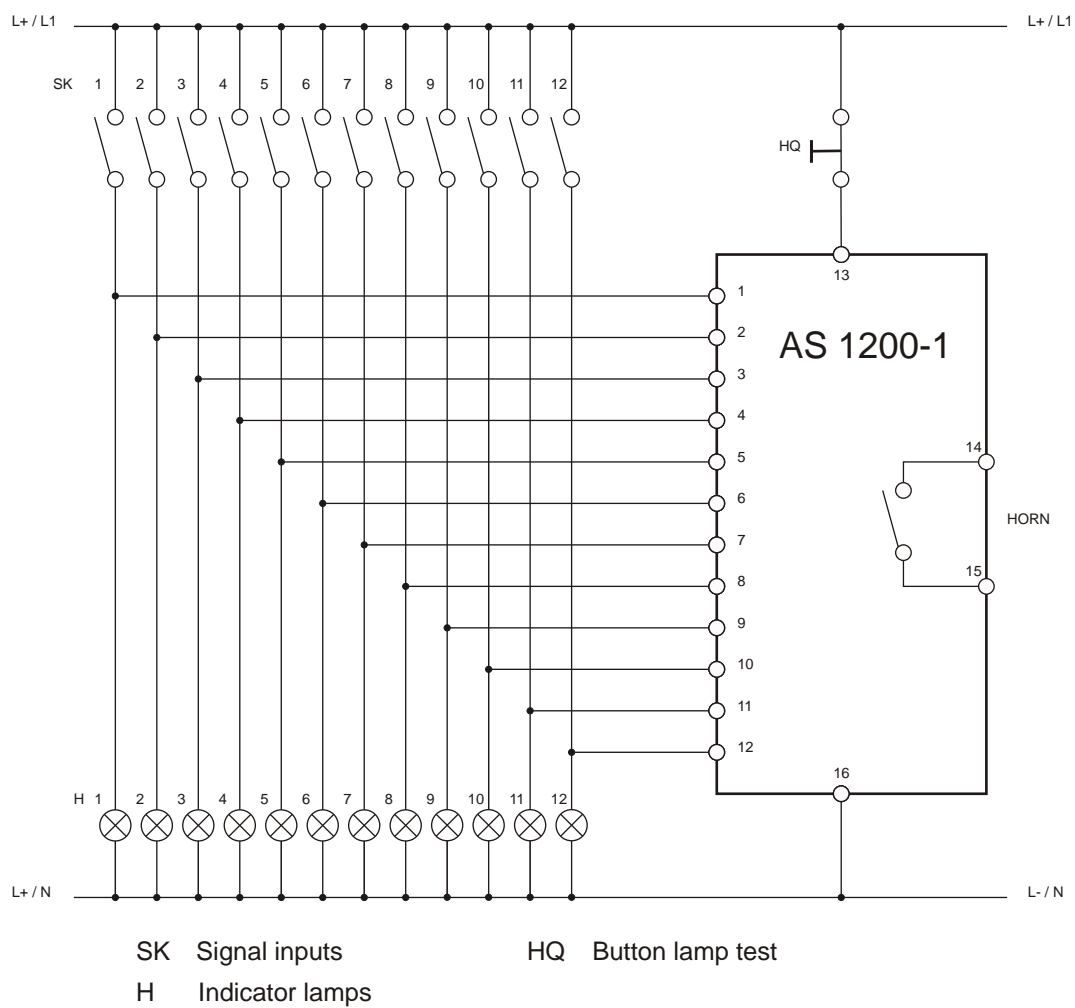 L+ / L1 L+ / L1
SK 1 2 3 4 5 6 7 8 9 10 11 12
HQ
13
1
2
AS 1200-1
3
4
5
14
6
HORN
7
15
8
9
10
11
12
16
H 1 2 3 4 5 6 7 8 9 10 11 12
L+ / N L- / N
SK Signal inputs HQ Button lamp test
H Indicator lamps